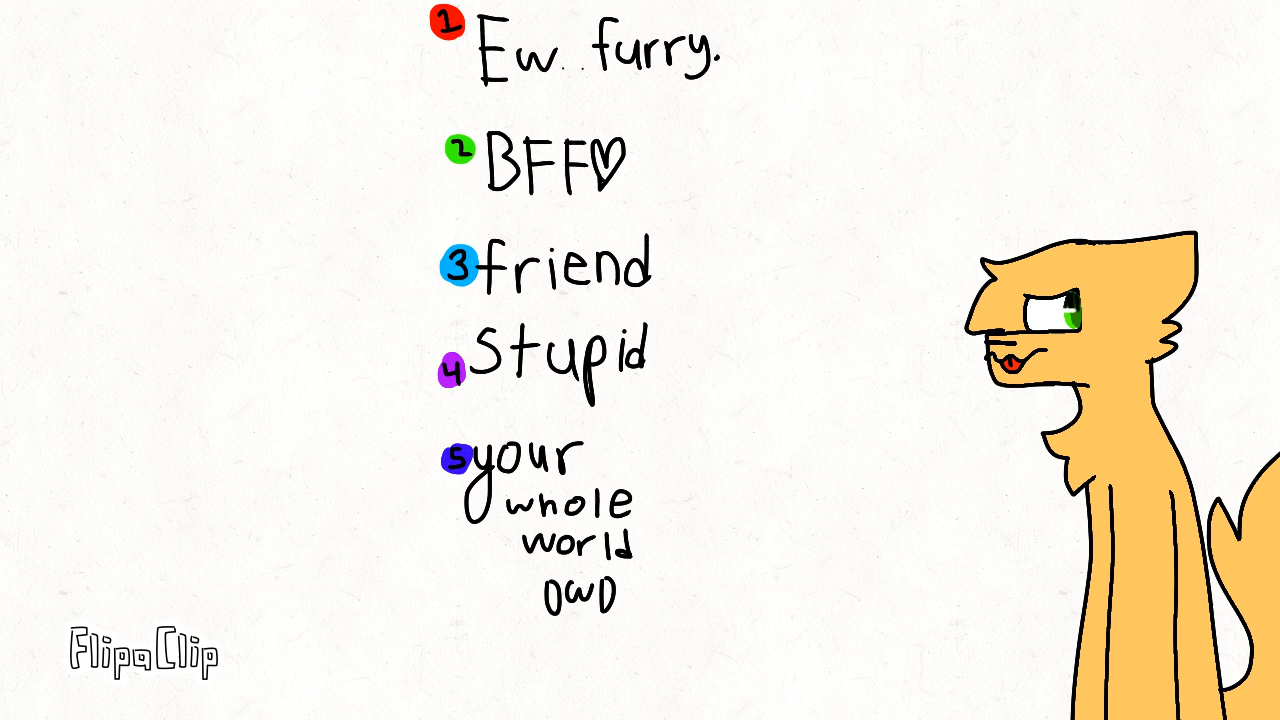 1 Ew.. furry.
2 BFF♡
3 friend
4 Stupid
5 your
whole
world
OwO
FlipaClip